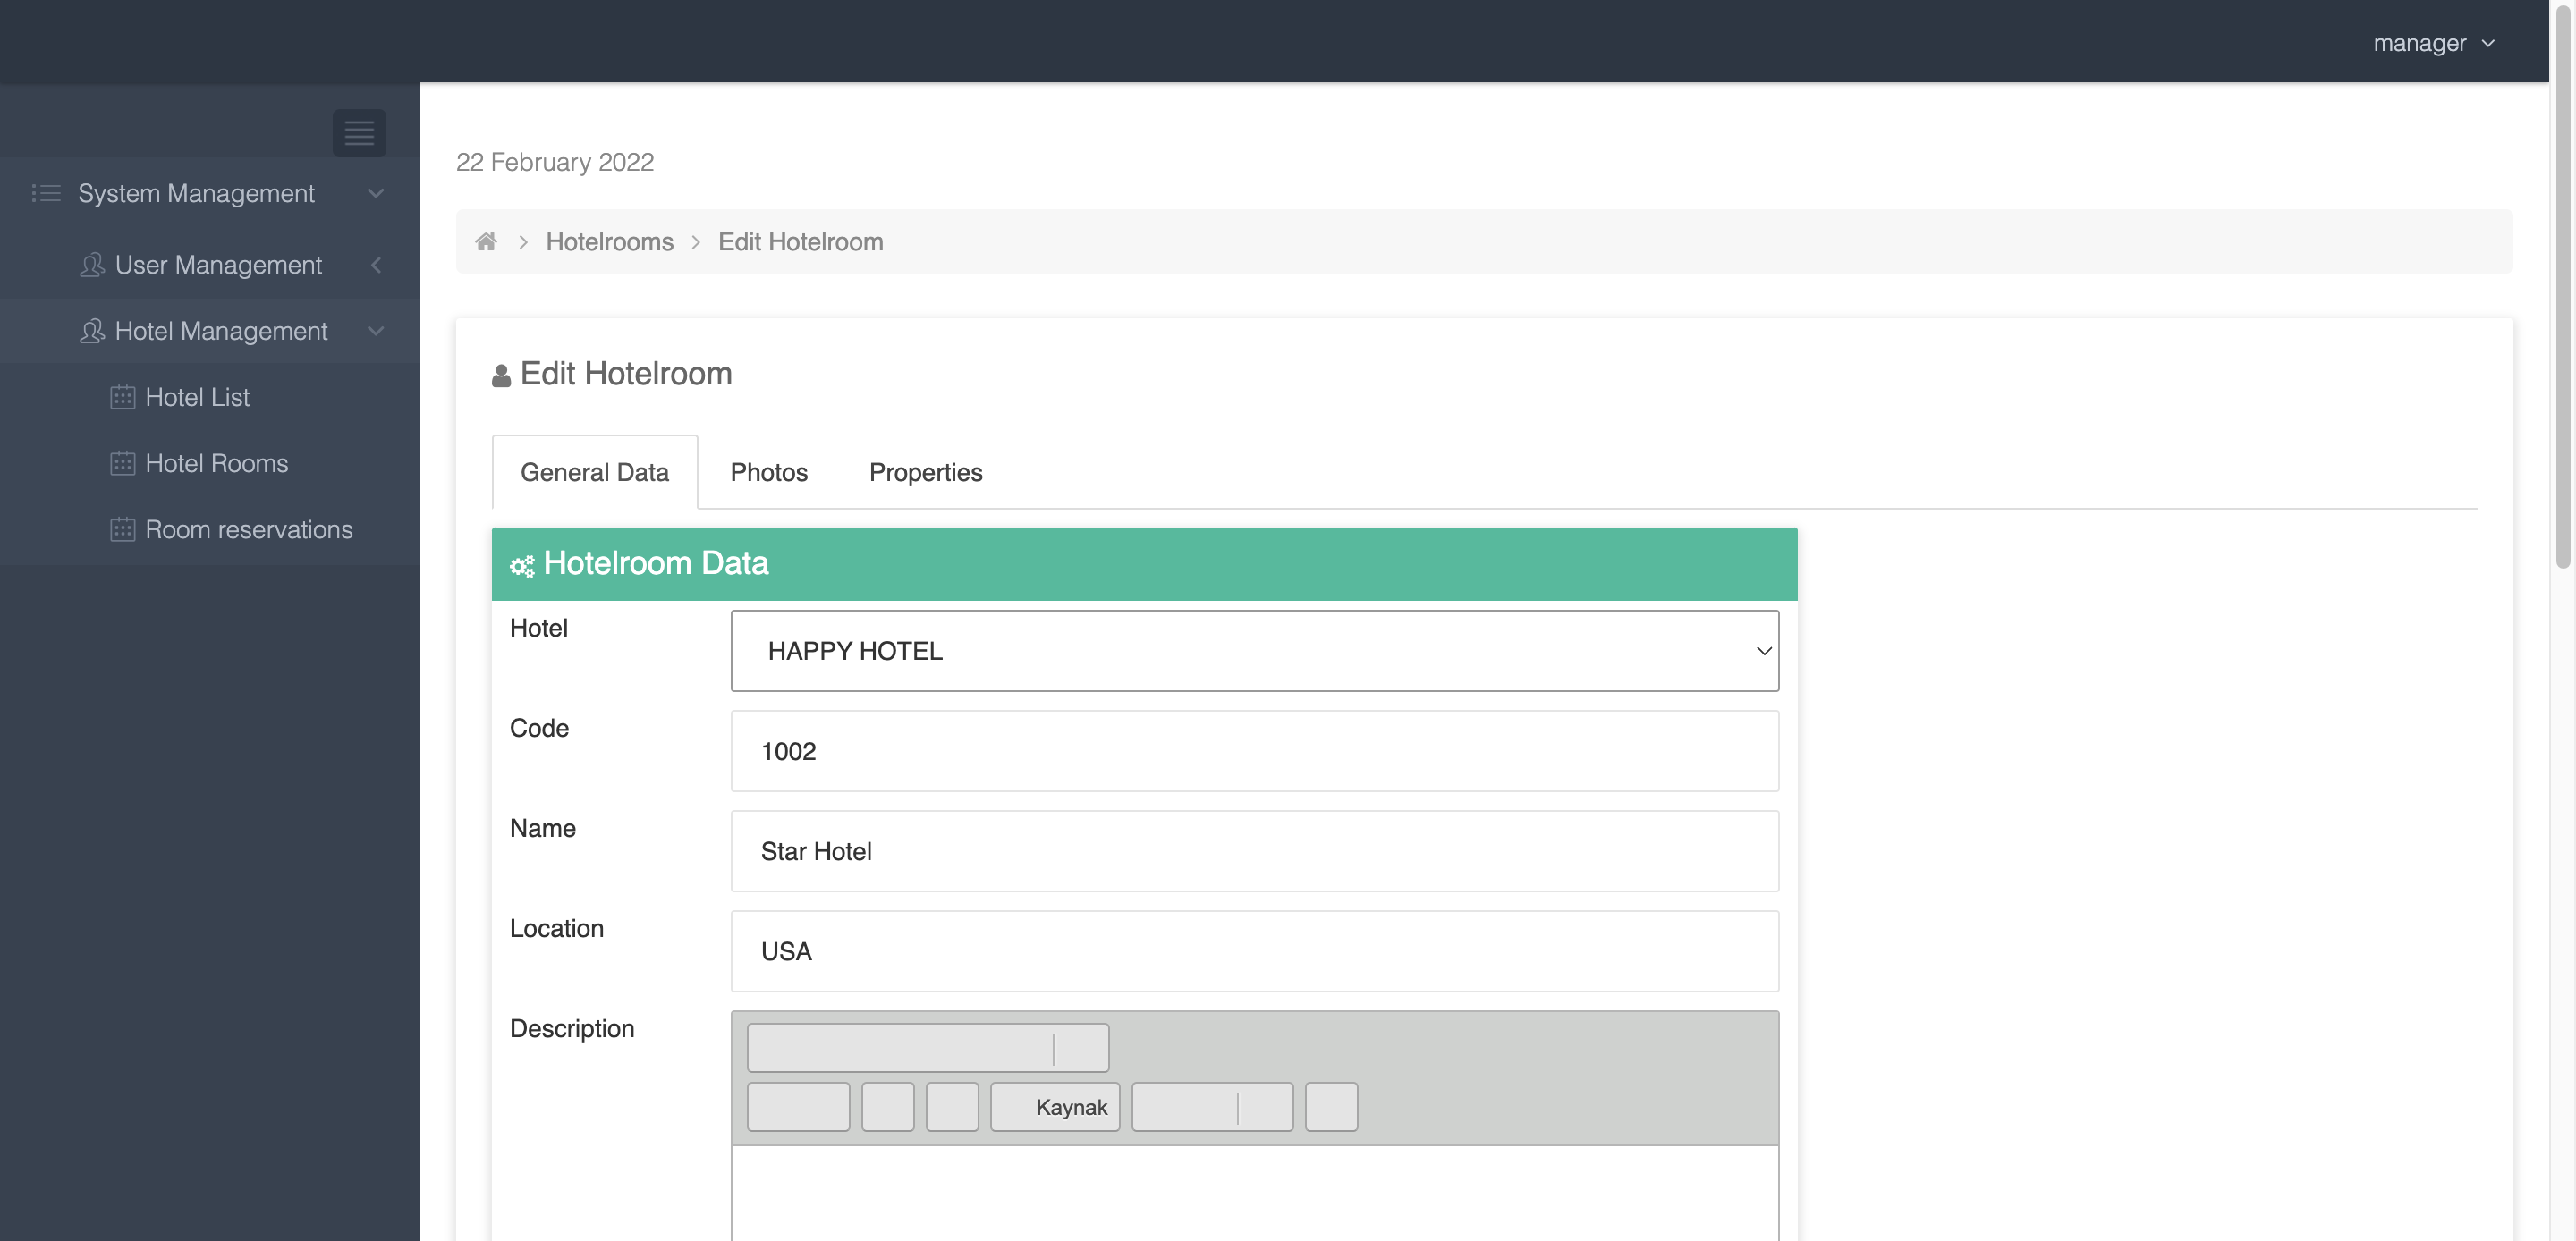 manager
System Management
User Management
Hotel Management
Hotel List
Hotel Rooms
Room reservations
22 February 2022
Hotelrooms
Edit Hotelroom
Edit Hotelroom
General Data
Photos
Properties
Hotelroom Data
Hotel
HAPPY HOTEL
Code
1002
Name
Star Hotel
Location
USA
Description
Kaynak